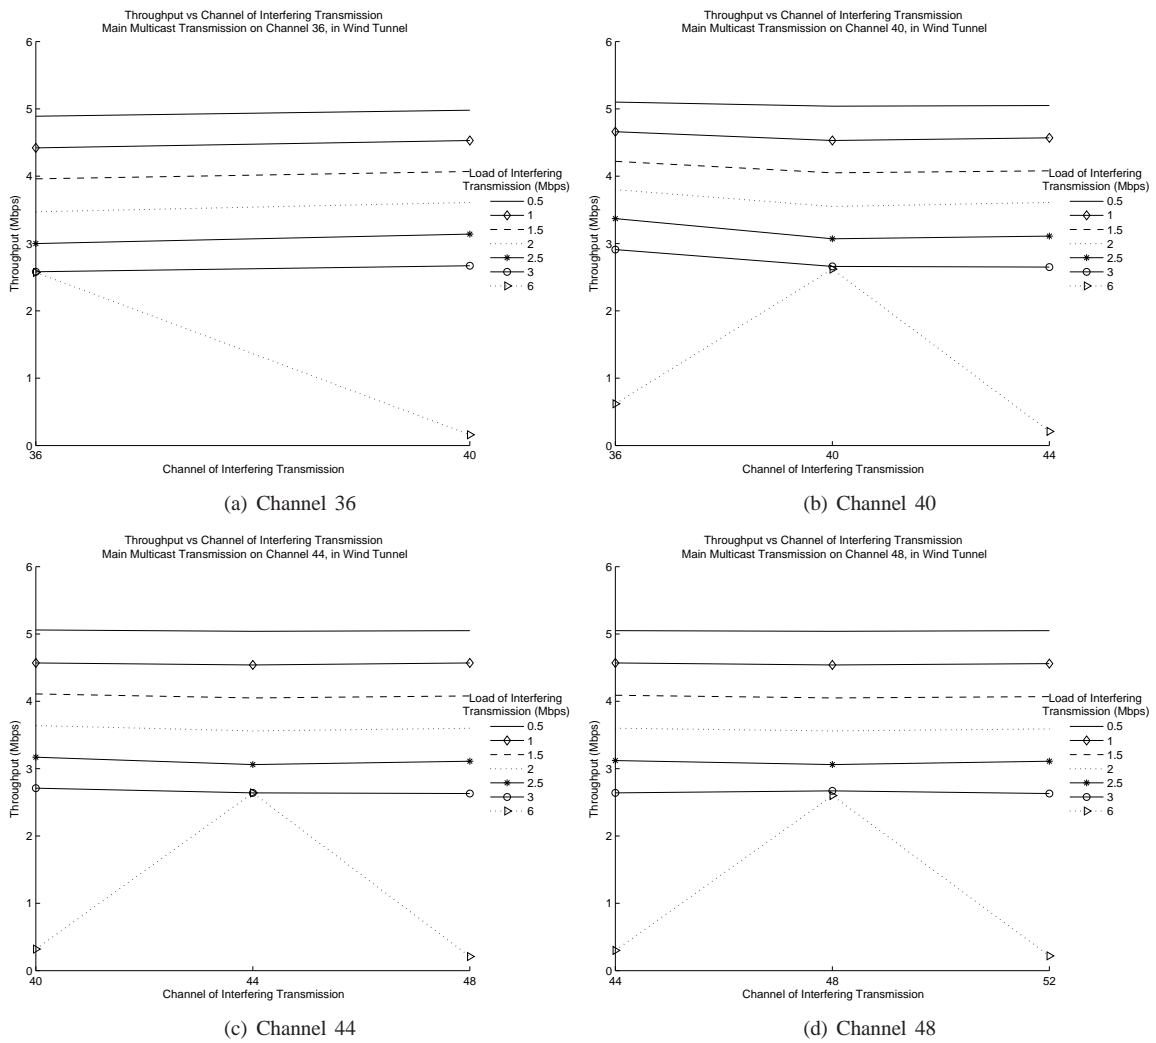 Throughput vs Channel of Interfering Transmission
Main Multicast Transmission on Channel 36, in Wind Tunnel
6
5
4
3
2
1
0
Throughput (Mbps)
36
40
Channel of Interfering Transmission
Load of Interfering
Transmission (Mbps)
0.5
1
1.5
2
2.5
3
6
(a) Channel 36
Throughput vs Channel of Interfering Transmission
Main Multicast Transmission on Channel 40, in Wind Tunnel
6
5
4
3
2
1
0
Throughput (Mbps)
36
40
44
Channel of Interfering Transmission
Load of Interfering
Transmission (Mbps)
0.5
1
1.5
2
2.5
3
6
(b) Channel 40
Throughput vs Channel of Interfering Transmission
Main Multicast Transmission on Channel 44, in Wind Tunnel
6
5
4
3
2
1
0
Throughput (Mbps)
40
44
48
Channel of Interfering Transmission
Load of Interfering
Transmission (Mbps)
0.5
1
1.5
2
2.5
3
6
(c) Channel 44
Throughput vs Channel of Interfering Transmission
Main Multicast Transmission on Channel 48, in Wind Tunnel
6
5
4
3
2
1
0
Throughput (Mbps)
44
48
52
Channel of Interfering Transmission
Load of Interfering
Transmission (Mbps)
0.5
1
1.5
2
2.5
3
6
(d) Channel 48